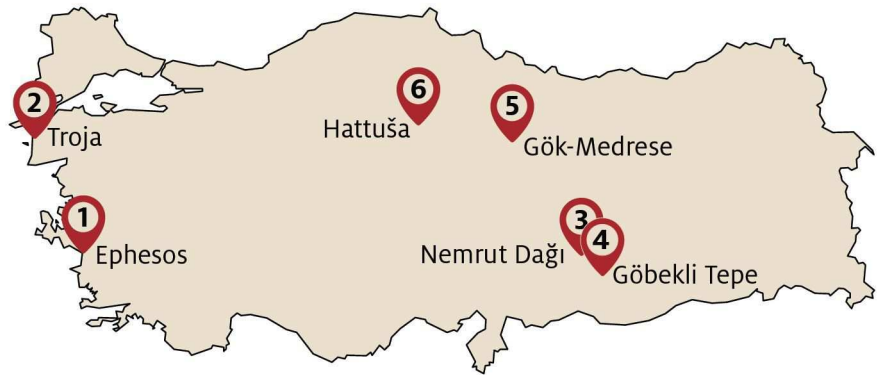 2
Troja
6
Hattuša
5
Gök-Medrese
1
Ephesos
3
Nemrut Dağı
4
Göbekli Tepe